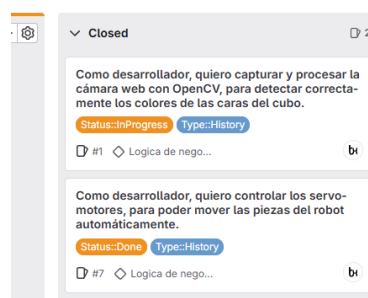 Closed
2
Como desarrollador, quiero capturar y procesar la
cámara web con OpenCV, para detectar correcta-
mente los colores de las caras del cubo.
Status::InProgress Type::History
#1 Logica de nego...
Como desarrollador, quiero controlar los servo-
motores, para poder mover las piezas del robot
automáticamente.
Status::Done Type::History
#7 Logica de nego...